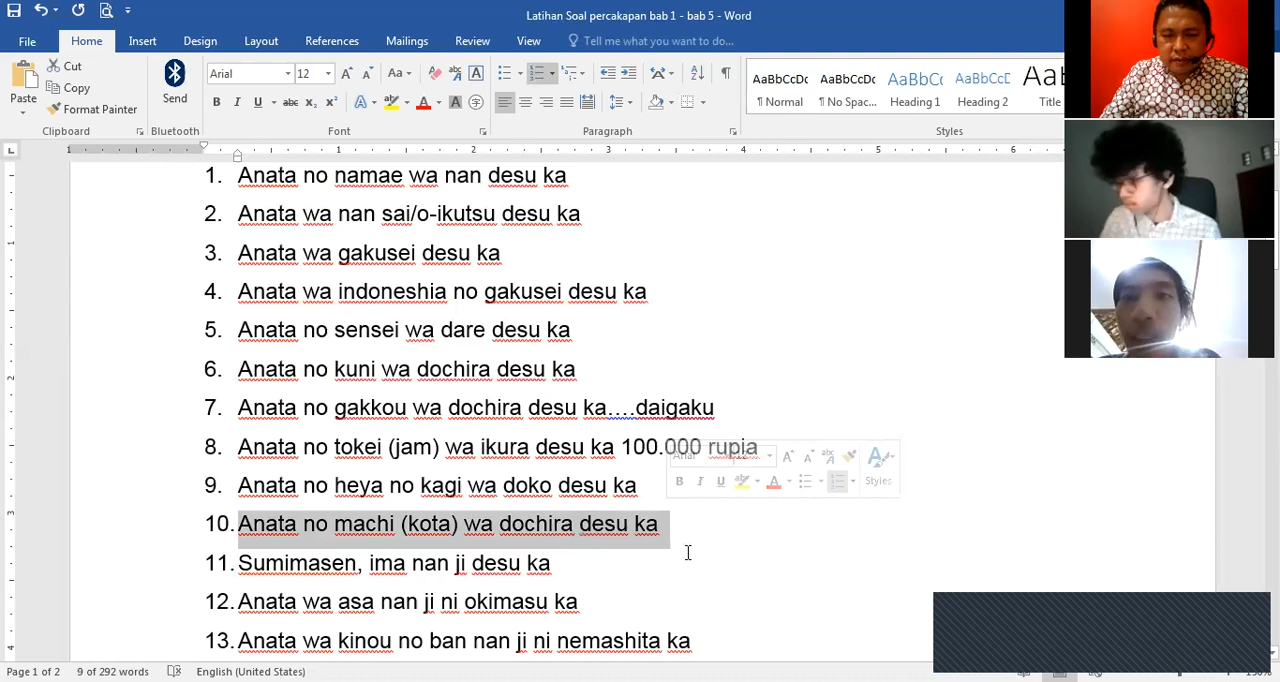 Latihan Soal percakapan bab 1 - bab 5 - Word
File Home Insert Design Layout References Mailings Review View Tell me what you want to do...
Paste
Cut
Copy
Format Painter
Clipboard
Send
Bluetooth
Arial 12
Font
Paragraph
AaBbCcDc AaBbCcDc AaBbCc AaBbCcD
¶ Normal ¶ No Spac... Heading 1 Heading 2 Title
Styles
1. Anata no namae wa nan desu ka
2. Anata wa nan sai/o-ikutsu desu ka
3. Anata wa gakusei desu ka
4. Anata wa indoneshia no gakusei desu ka
5. Anata no sensei wa dare desu ka
6. Anata no kuni wa dochira desu ka
7. Anata no gakkou wa dochira desu ka....daigaku
8. Anata no tokei (jam) wa ikura desu ka 100.000 rupia
Arial
Styles
9. Anata no heya no kagi wa doko desu ka
10. Anata no machi (kota) wa dochira desu ka
11. Sumimasen, ima nan ji desu ka
12. Anata wa asa nan ji ni okimasu ka
13. Anata wa kinou no ban nan ji ni nemashita ka
Page 1 of 2 9 of 292 words English (United States)